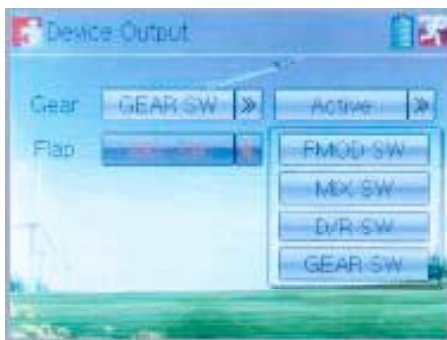 Device Output
Gear GEAR SW » Active »
Flap
FMOD SW
MIX SW
D/R SW
GEAR SW